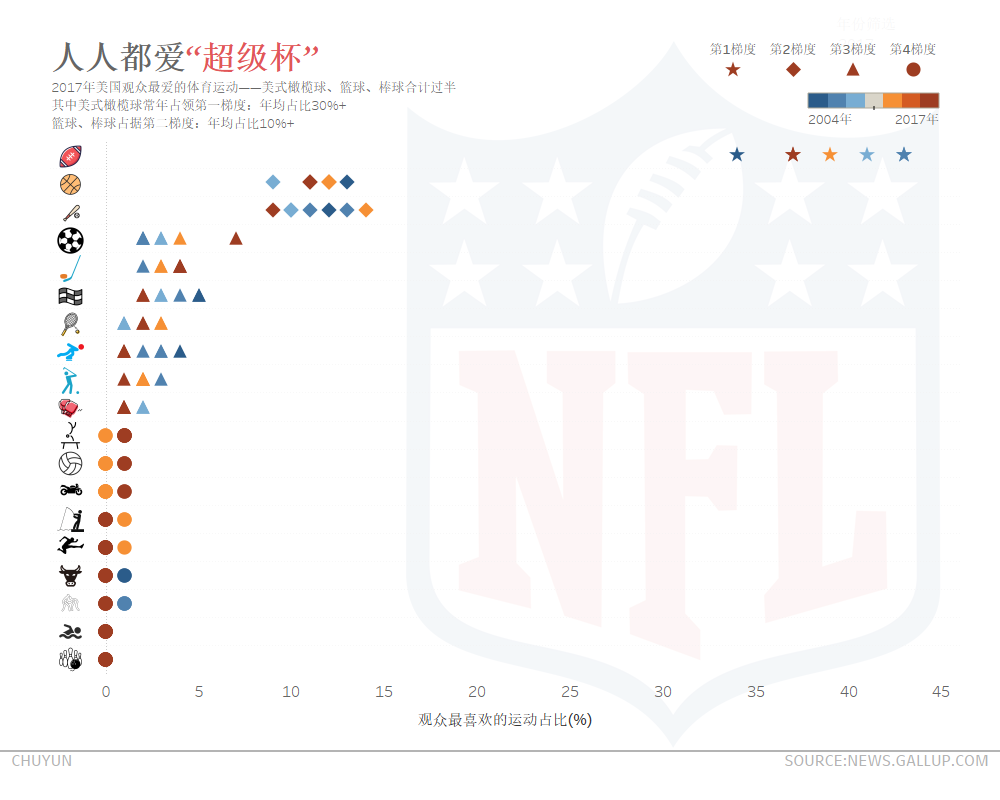 人人都爱“超级杯”
2017年美国观众最爱的体育运动——美式橄榄球、篮球、棒球合计过半
其中美式橄榄球常年占领第一梯度：年均占比30%+
篮球、棒球占据第二梯度：年均占比10%+
第1梯度 第2梯度 第3梯度 第4梯度
2004年 2017年
NFL
0 5 10 15 20 25 30 35 40 45
观众最喜欢的运动占比(%)
CHUYUN SOURCE:NEWS.GALLUP.COM